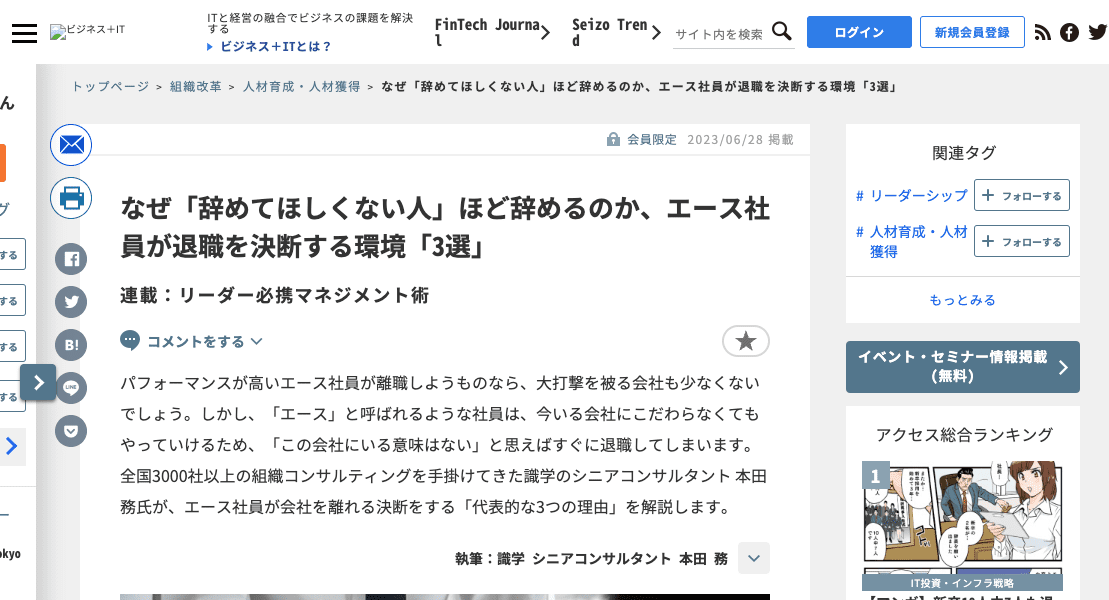 ビジネス+IT
ITと経営の融合でビジネスの課題を解決
する
ビジネス+ITとは?
FinTech Journa
l
Seizo Tren
d
サイト内を検索
ログイン
新規会員登録
トップページ > 組織改革 > 人材育成・人材獲得 > なぜ「辞めてほしくない人」ほど辞めるのか、エース社員が退職を決断する環境「3選」
ん
グ
する
する
する
する
ー
okyo
会員限定 2023/06/28 掲載
なぜ「辞めてほしくない人」ほど辞めるのか、エース社
員が退職を決断する環境「3選」
連載:リーダー必携マネジメント術
コメントをする
B!
LINE
パフォーマンスが高いエース社員が離職しようものなら、大打撃を被る会社も少なくない
でしょう。しかし、「エース」と呼ばれるような社員は、今いる会社にこだわらなくても
やっていけるため、「この会社にいる意味はない」と思えばすぐに退職してしまいます。
全国3000社以上の組織コンサルティングを手掛けてきた識学のシニアコンサルタント 本田
務氏が、エース社員が会社を離れる決断をする「代表的な3つの理由」を解説します。
執筆:識学 シニアコンサルタント 本田 務
関連タグ
# リーダーシップ
フォローする
# 人材育成・人材
獲得
フォローする
もっとみる
イベント・セミナー情報掲載
(無料)
アクセス総合ランキング
1
社長!
IT投資・インフラ戦略